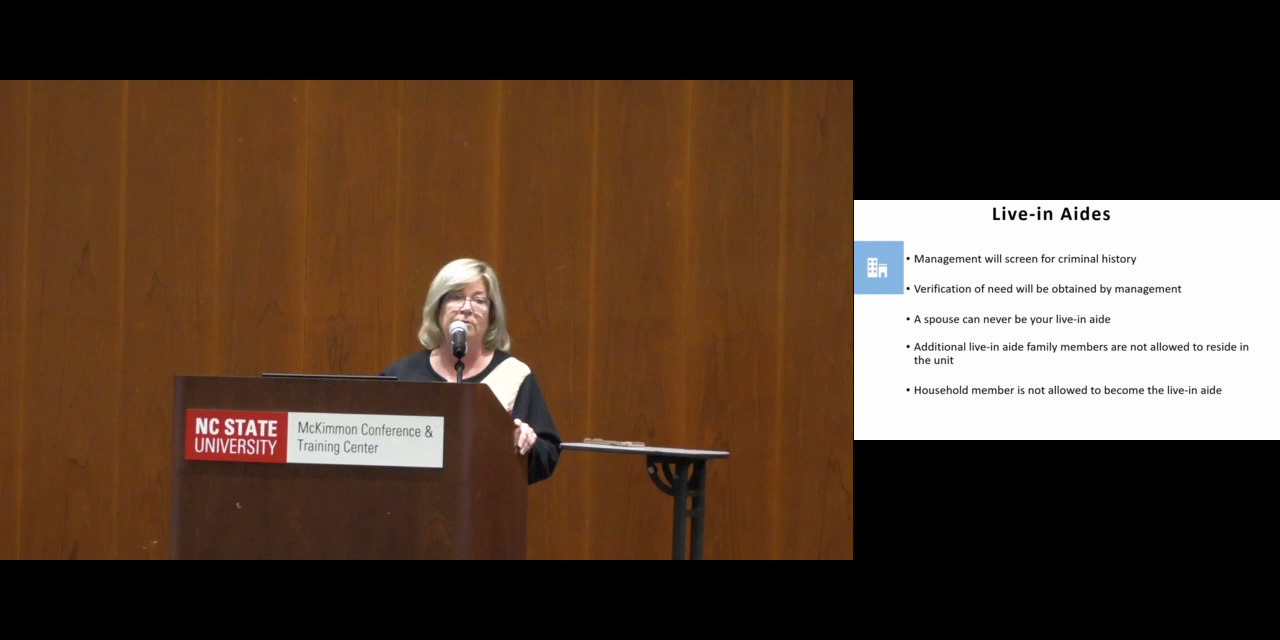 NC STATE
UNIVERSITY
McKimmon Conference &
Training Center
Live-in Aides
• Management will screen for criminal history
• Verification of need will be obtained by management
• A spouse can never be your live-in aide
• Additional live-in aide family members are not allowed to reside in
the unit
• Household member is not allowed to become the live-in aide